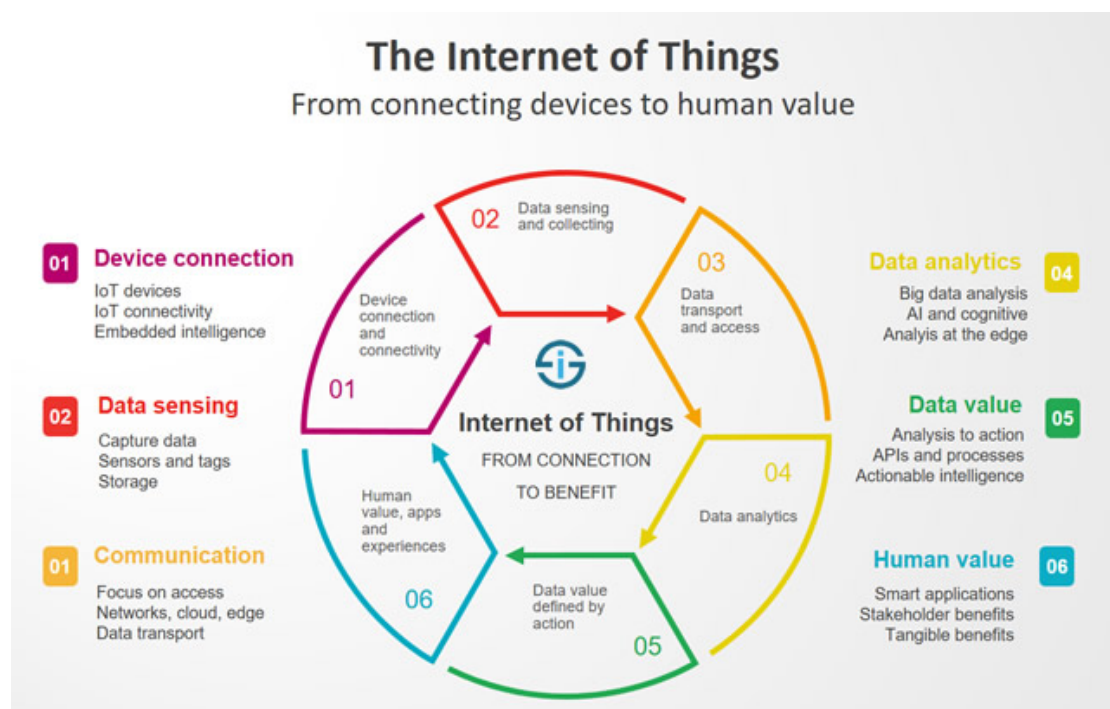 The Internet of Things
From connecting devices to human value
01
Device connection
IoT devices
IoT connectivity
Embedded intelligence
02
Data sensing
Capture data
Sensors and tags
Storage
01
Communication
Focus on access
Networks, cloud, edge
Data transport
01
Device
connection
and
connectivity
02
Data sensing
and collecting
03
Data
transport
and access
04
Data analytics
05
Data value
defined by
action
06
Human
value, apps
and
experiences
Internet of Things
FROM CONNECTION
TO BENEFIT
Data analytics
04
Big data analysis
AI and cognitive
Analyis at the edge
Data value
05
Analysis to action
APIs and processes
Actionable intelligence
Human value
06
Smart applications
Stakeholder benefits
Tangible benefits